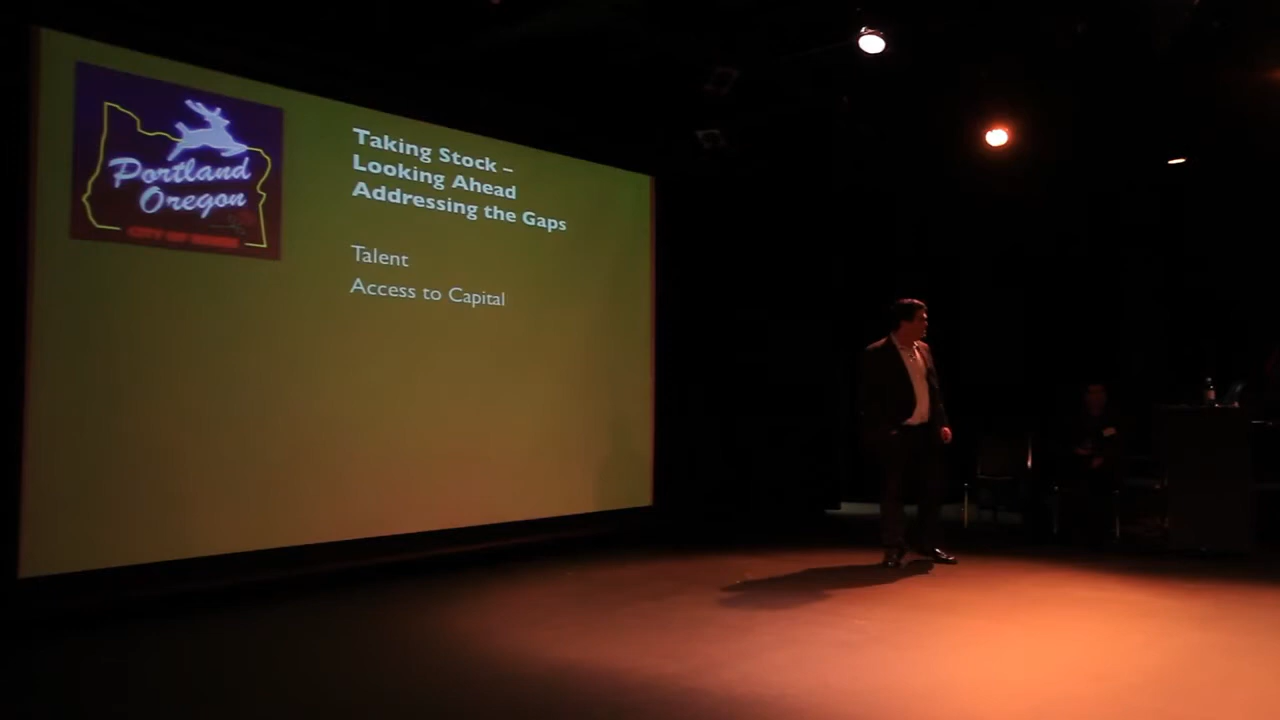 Portland
Oregon
Taking Stock –
Looking Ahead
Addressing the Gaps
Talent
Access to Capital